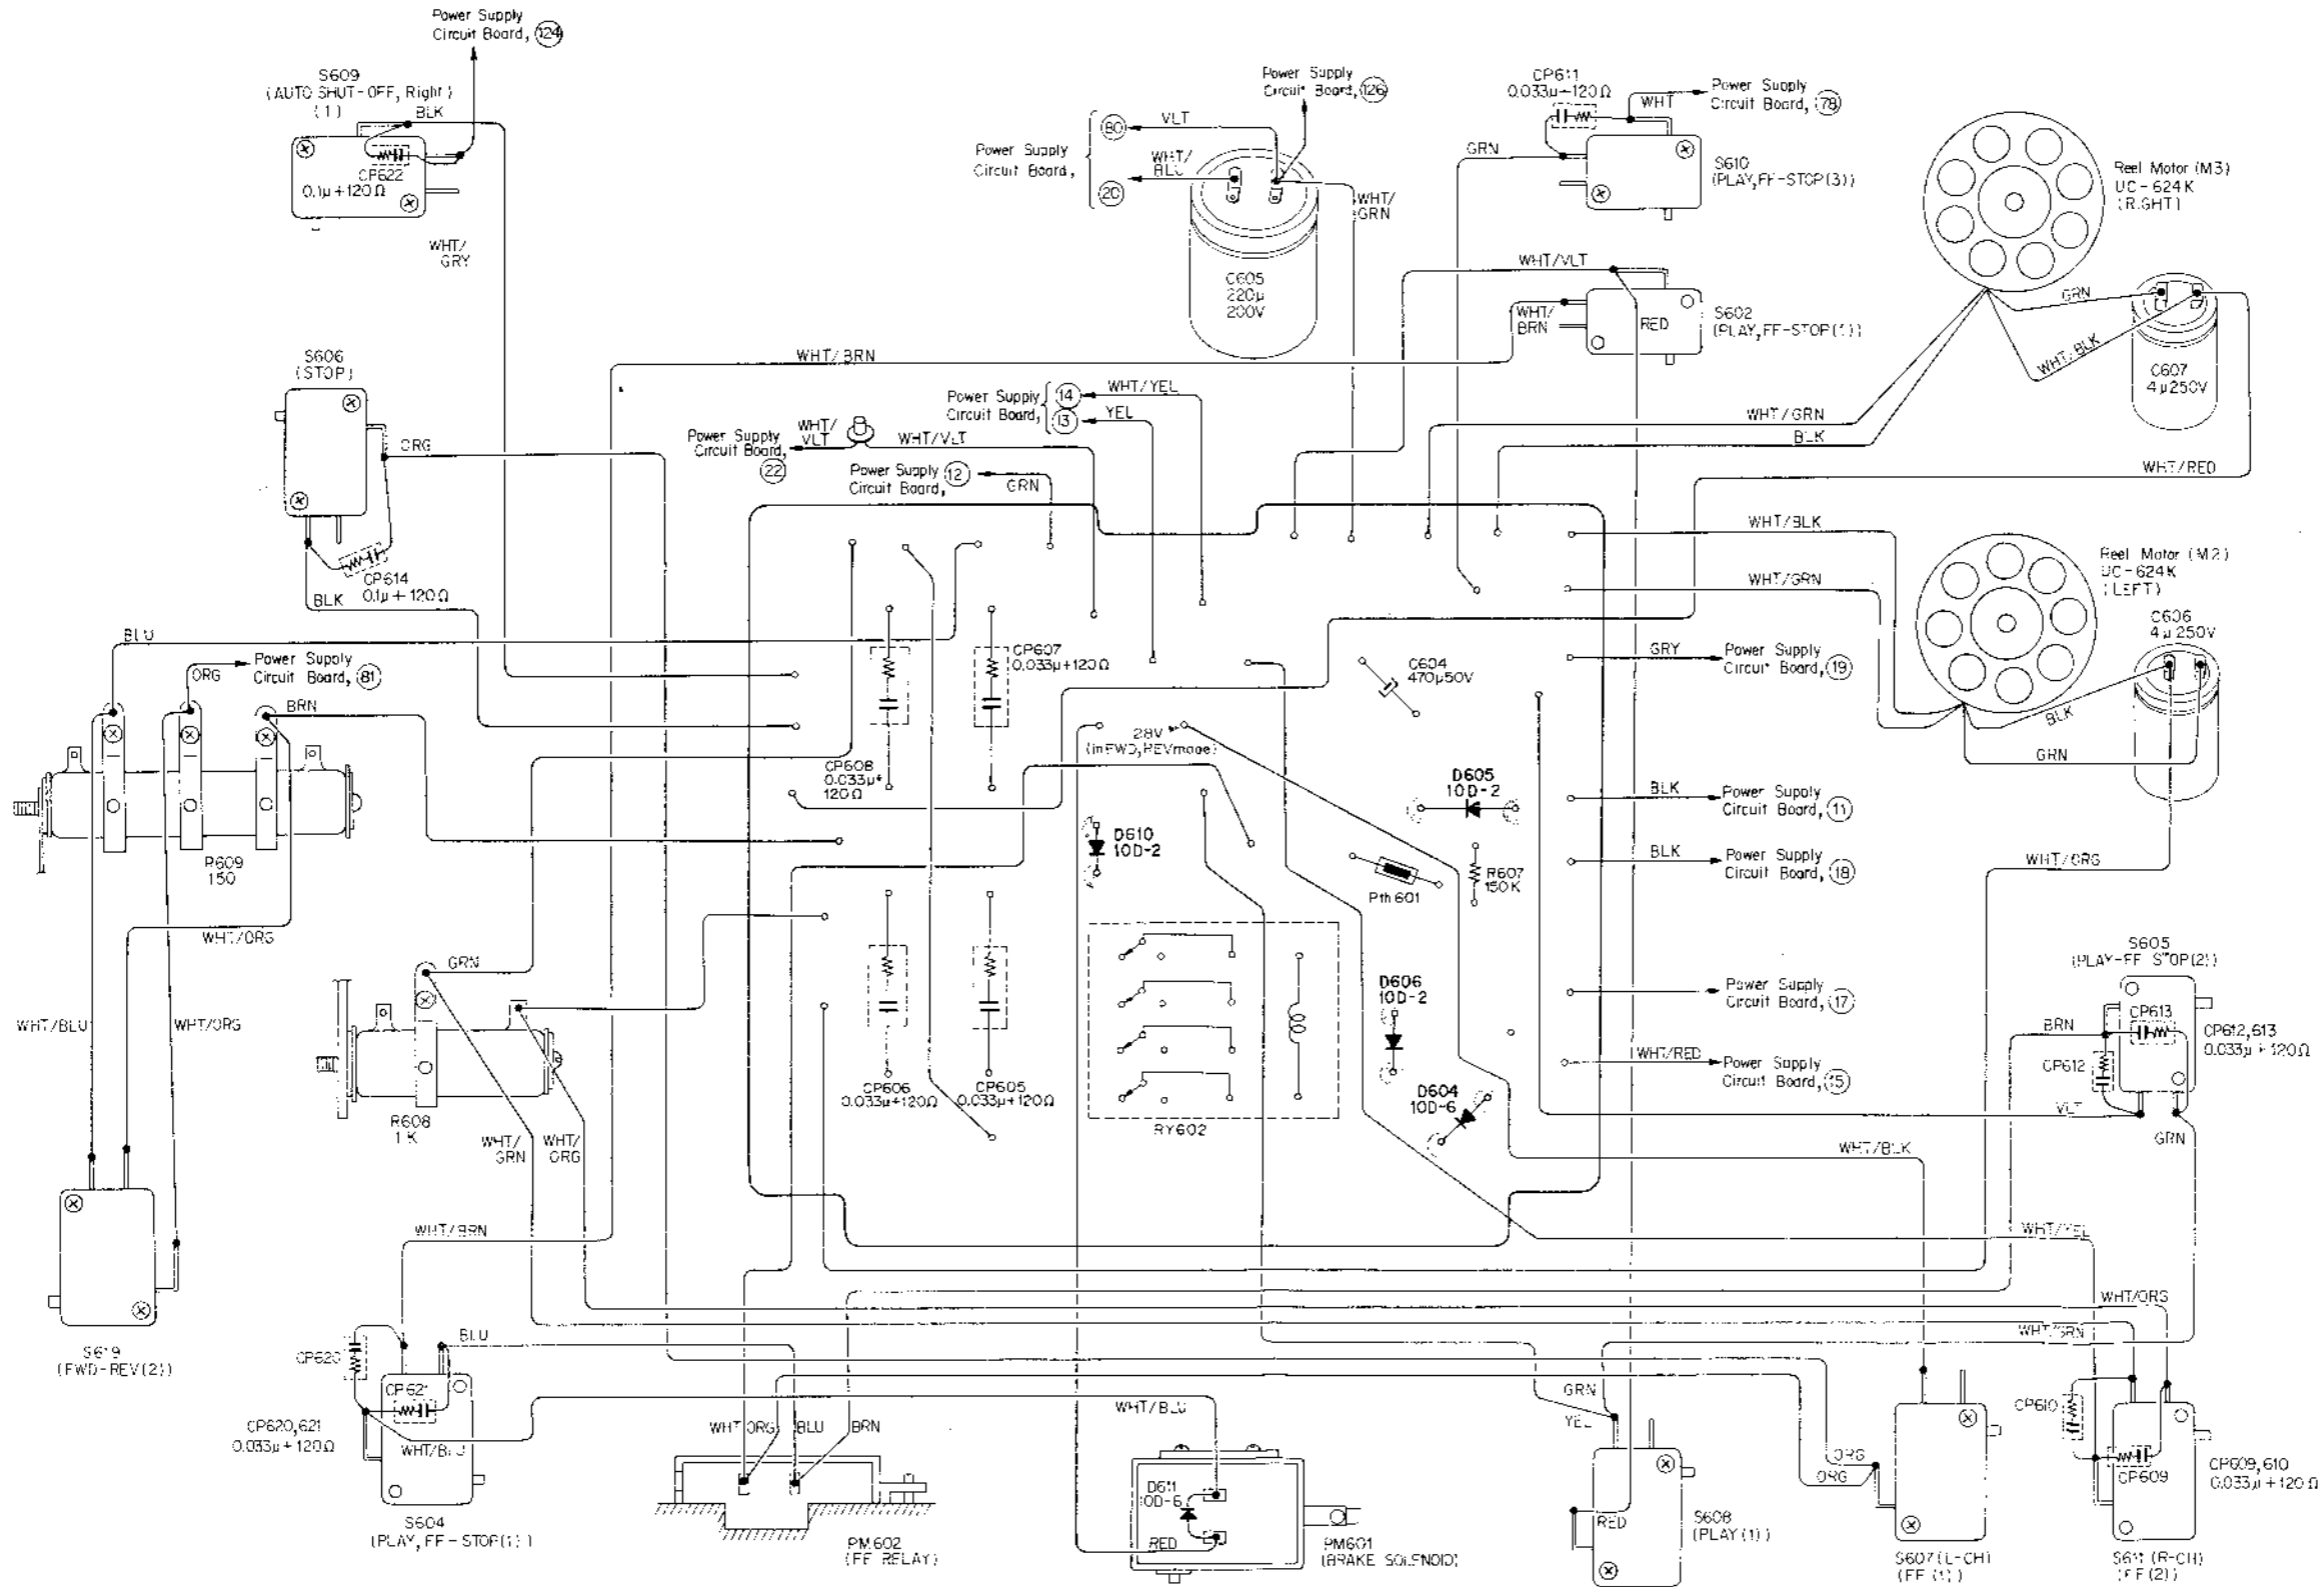 Power Supply
Circuit Board, 124
S609
(AUTO SHUT-OFF, Right)
(1)
BLK
CP622
0.1μ+120Ω
WHT/
GRY
Power Supply
Circuit Board, 126
Power Supply
Circuit Board,
80
VLT
WHT/
BLU
20
WHT/
GRN
C605
220μ
200V
CP611
0.033μ+120Ω
WHT
Power Supply
Circuit Board, 78
GRN
S610
(PLAY,FF-STOP(3))
WHT/VLT
WHT/
BRN
RED
S602
(PLAY,FF-STOP(1))
Reel Motor (M3)
UC-624K
(RIGHT)
GRN
WHT/BLK
C607
4μ250V
S606
(STOP)
WHT/BRN
Power Supply
Circuit Board,
14
WHT/YEL
13
YEL
Power Supply
Circuit Board,
22
WHT/
VLT
WHT/VLT
Power Supply
Circuit Board, 12
GRN
WHT/GRN
BLK
WHT/RED
ORG
CP614
0.1μ+120Ω
BLK
WHT/BLK
WHT/GRN
Reel Motor (M2)
UC-624K
(LEFT)
C606
4μ250V
BLU
ORG
Power Supply
Circuit Board, 81
BRN
CP607
0.033μ+120Ω
C604
470μ50V
GRY
Power Supply
Circuit Board, 19
BLK
GRN
28V
(in FWD, REV mode)
CP608
0.033μ+
120Ω
D605
10D-2
D610
10D-2
BLK
Power Supply
Circuit Board, 11
R609
150
Pth601
R607
150K
BLK
Power Supply
Circuit Board, 18
WHT/ORG
WHT/ORG
GRN
D606
10D-2
Power Supply
Circuit Board, 17
S605
(PLAY-FF STOP(2))
WHT/BLU
WHT/ORG
BRN
CP613
CP612
CP612,613
0.033μ+120Ω
WHT/RED
Power Supply
Circuit Board, 15
CP606
0.033μ+120Ω
CP605
0.033μ+120Ω
D604
10D-6
RY602
R608
1K
WHT/
GRN
WHT/
ORG
VLT
GRN
WHT/BLK
WHT/BRN
WHT/YEL
WHT/ORG
WHT/GRN
S619
(FWD-REV(2))
CP620
BLU
CP621
CP620,621
0.033μ+120Ω
WHT/BLU
S604
(PLAY, FF-STOP(1))
WHT ORG
BLU
BRN
PM602
(FF RELAY)
WHT/BLU
D611
10D-6
RED
PM601
(BRAKE SOLENOID)
GRN
YEL
RED
S608
(PLAY(1))
ORG
ORG
S607(L-CH)
(FF(1))
CP610
CP609
CP609,610
0.033μ+120Ω
S611 (R-CH)
(FF(2))